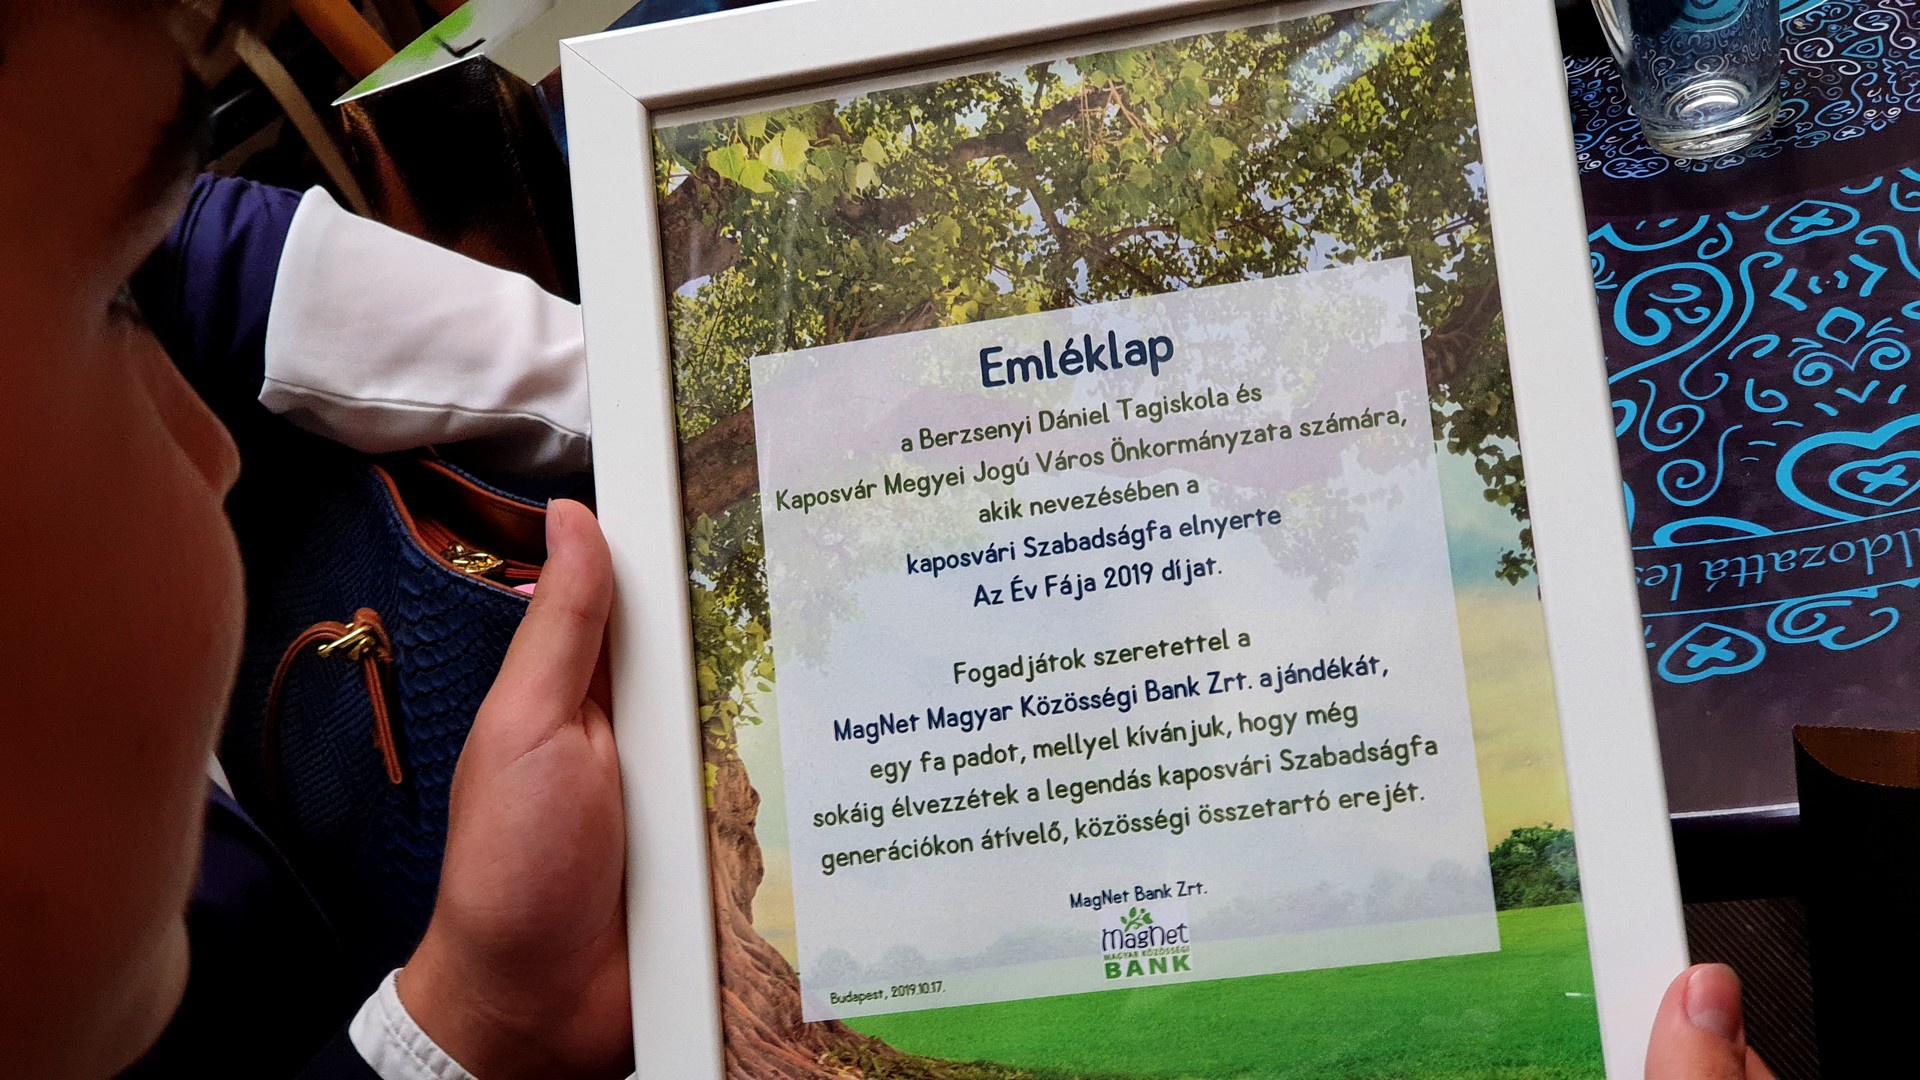 Emléklap
a Berzsenyi Dániel Tagiskola és
Kaposvár Megyei Jogú Város Önkormányzata számára,
akik nevezésében a
kaposvári Szabadságfa elnyerte
Az Év Fája 2019 díjat.
Fogadjátok szeretettel a
MagNet Magyar Közösségi Bank Zrt. ajándékát,
egy fa padot, mellyel kívánjuk, hogy még
sokáig élvezzétek a legendás kaposvári Szabadságfa
generációkon átívelő, közösségi összetartó erejét.
MagNet Bank Zrt.
magnet
MAGYAR KÖZÖSSÉGI
BANK
Budapest, 2019.10.17.